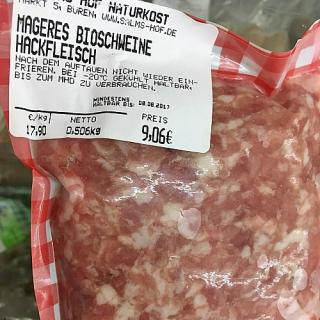 HOF NATURKOST
MARKT 5, BÜREN, WWW.SALMS-HOF.DE
MAGERES BIOSCHWEINE
HACKFLEISCH
NACH DEM AUFTAUEN NICHT WIEDER EIN-
FRIEREN. BEI -20°C GEKÜHLT HALTBAR.
BIS ZUM MHD ZU VERBRAUCHEN.
MINDESTENS
HALTBAR BIS: 08.08.2017
€/kg NETTO PREIS
17,90 0,506kg 9,06€